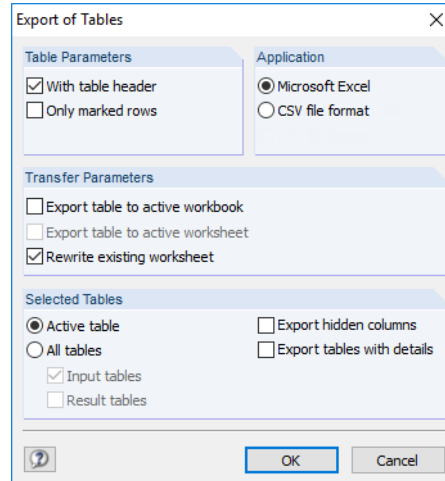 Export of Tables
Table Parameters
With table header
Only marked rows
Application
Microsoft Excel
CSV file format
Transfer Parameters
Export table to active workbook
Export table to active worksheet
Rewrite existing worksheet
Selected Tables
Active table
All tables
Input tables
Result tables
Export hidden columns
Export tables with details
OK
Cancel